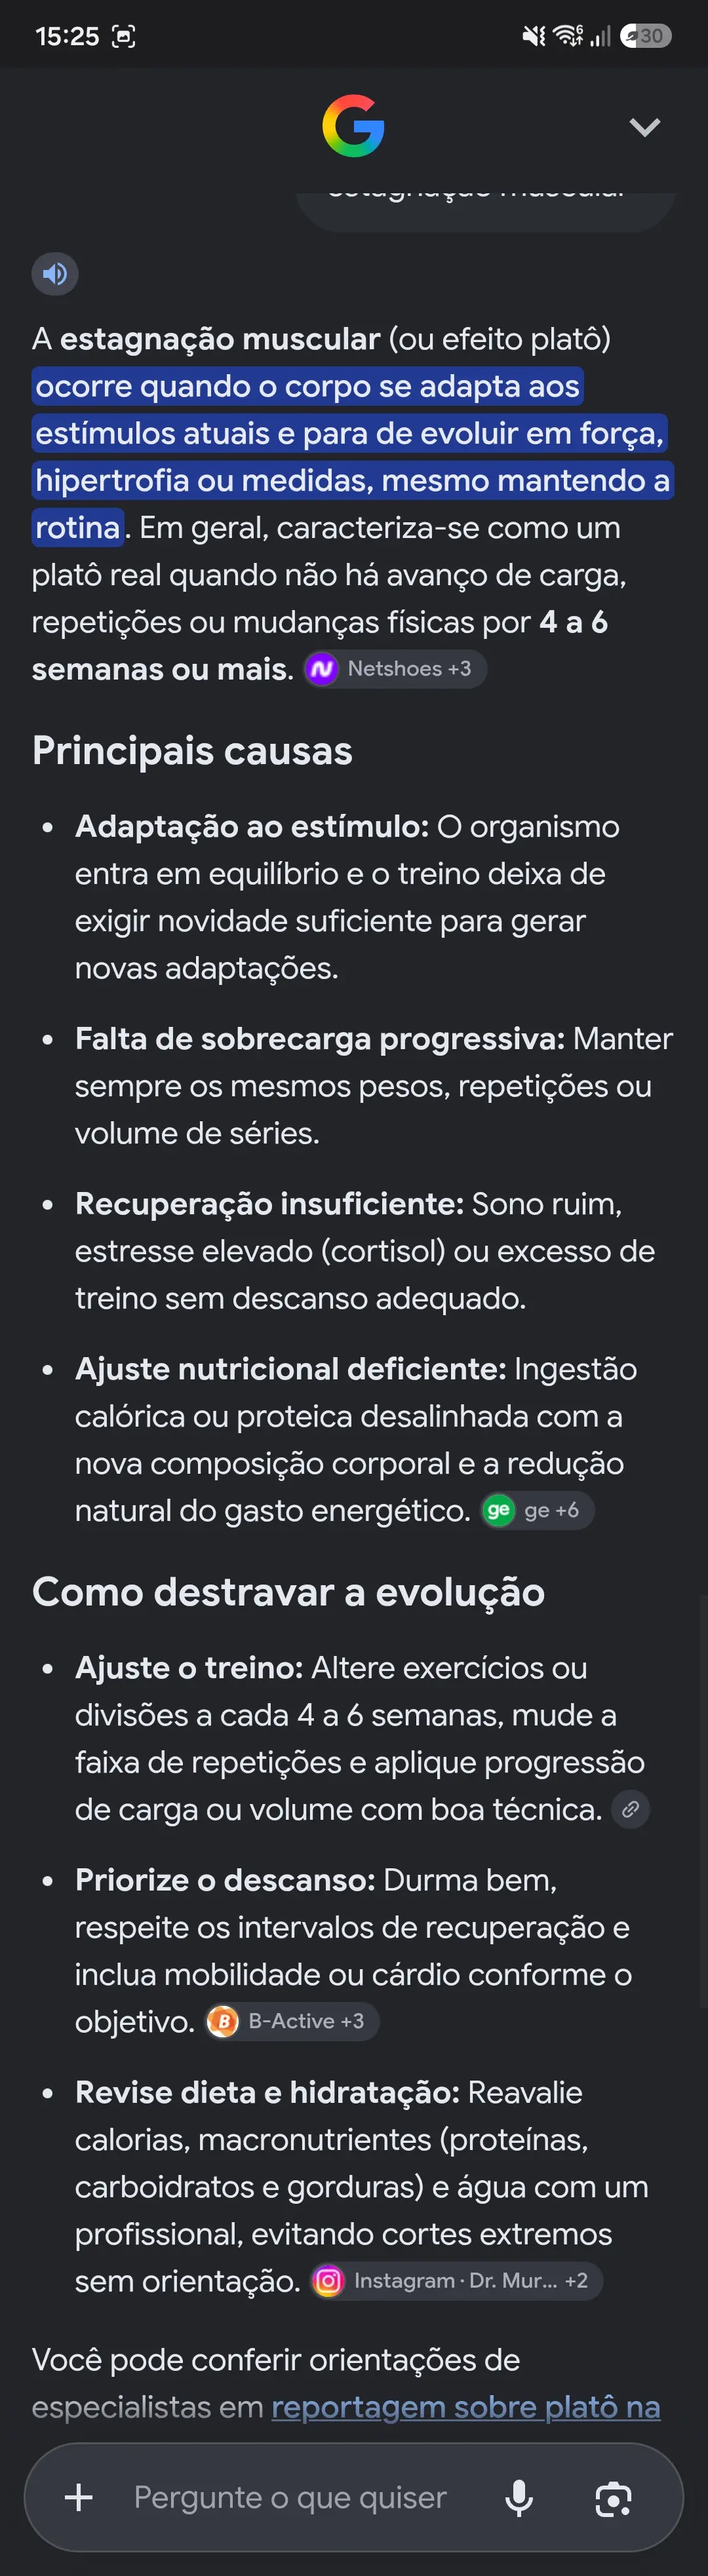 15:25
6
30
A estagnação muscular (ou efeito platô)
ocorre quando o corpo se adapta aos
estímulos atuais e para de evoluir em força,
hipertrofia ou medidas, mesmo mantendo a
rotina. Em geral, caracteriza-se como um
platô real quando não há avanço de carga,
repetições ou mudanças físicas por 4 a 6
semanas ou mais. Netshoes +3
Principais causas
• Adaptação ao estímulo: O organismo
entra em equilíbrio e o treino deixa de
exigir novidade suficiente para gerar
novas adaptações.
• Falta de sobrecarga progressiva: Manter
sempre os mesmos pesos, repetições ou
volume de séries.
• Recuperação insuficiente: Sono ruim,
estresse elevado (cortisol) ou excesso de
treino sem descanso adequado.
• Ajuste nutricional deficiente: Ingestão
calórica ou proteica desalinhada com a
nova composição corporal e a redução
natural do gasto energético. ge ge +6
Como destravar a evolução
• Ajuste o treino: Altere exercícios ou
divisões a cada 4 a 6 semanas, mude a
faixa de repetições e aplique progressão
de carga ou volume com boa técnica.
• Priorize o descanso: Durma bem,
respeite os intervalos de recuperação e
inclua mobilidade ou cárdio conforme o
objetivo. B B-Active +3
• Revise dieta e hidratação: Reavalie
calorias, macronutrientes (proteínas,
carboidratos e gorduras) e água com um
profissional, evitando cortes extremos
sem orientação. Instagram · Dr. Mur... +2
Você pode conferir orientações de
especialistas em reportagem sobre platô na
Pergunte o que quiser